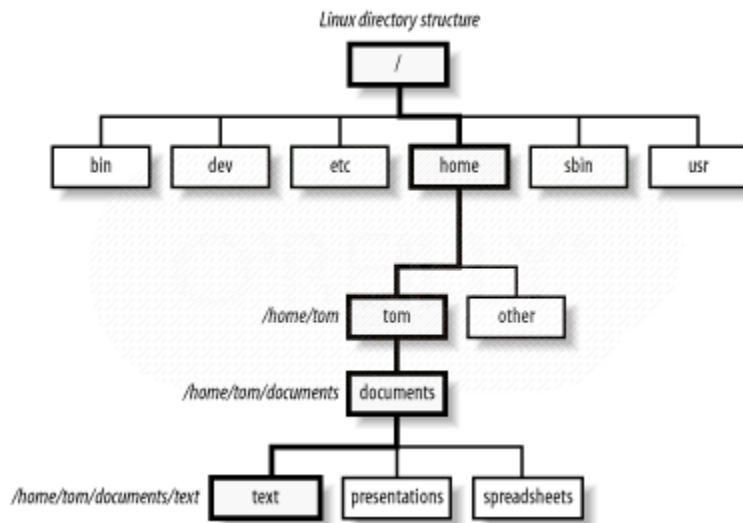 Linux directory structure
/
bin dev etc home sbin usr
/home/tom tom other
/home/tom/documents documents
/home/tom/documents/text text presentations spreadsheets